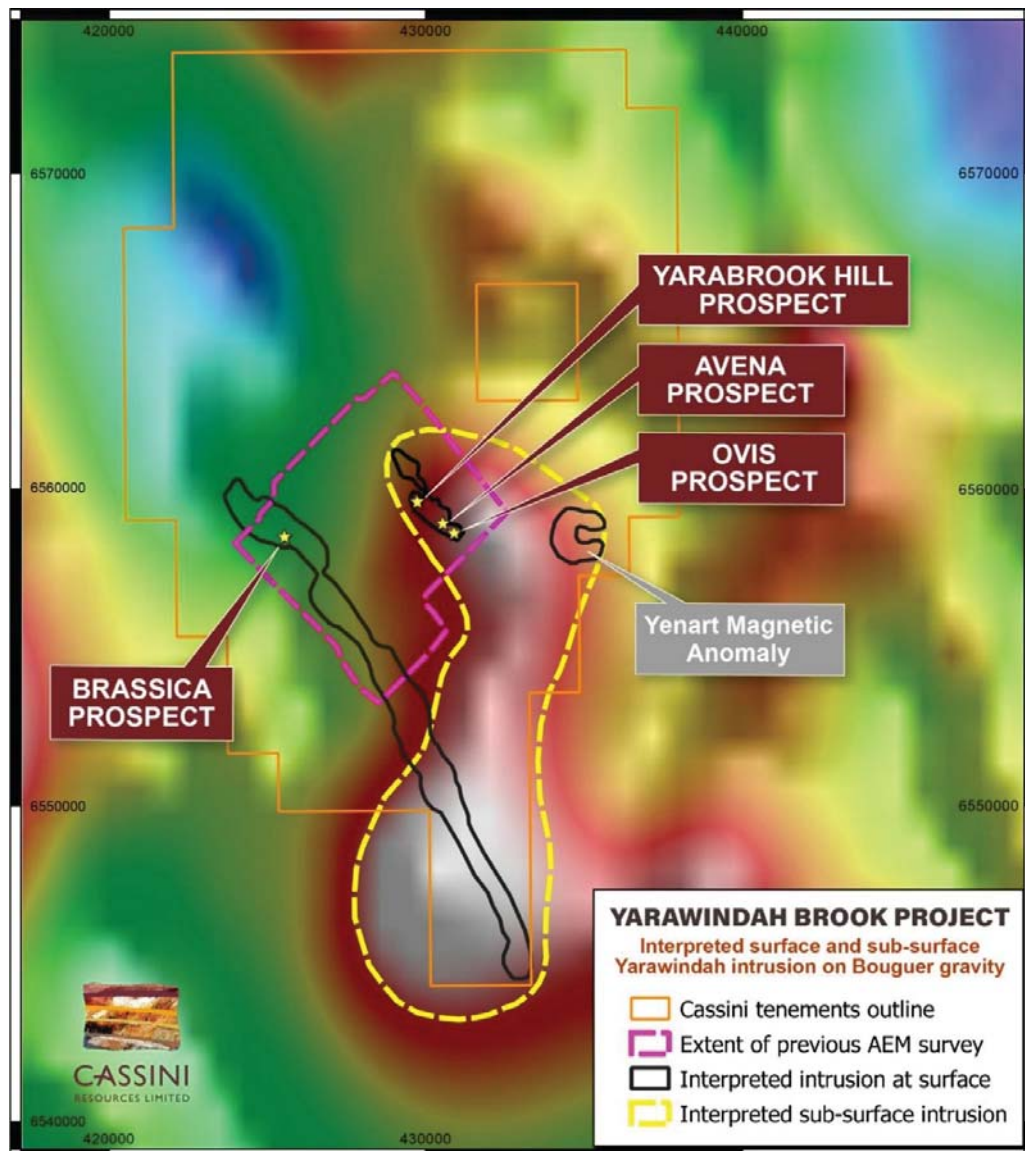 420000
430000
440000
6570000
6570000
YARABROOK HILL
PROSPECT
AVENA
PROSPECT
OVIS
PROSPECT
6560000
6560000
Yenart Magnetic
Anomaly
BRASSICA
PROSPECT
6550000
6550000
YARAWINDAH BROOK PROJECT
Interpreted surface and sub-surface
Yarawindah intrusion on Bouguer gravity
Cassini tenements outline
Extent of previous AEM survey
Interpreted intrusion at surface
Interpreted sub-surface intrusion
CASSINI
RESOURCES LIMITED
6540000
420000
430000